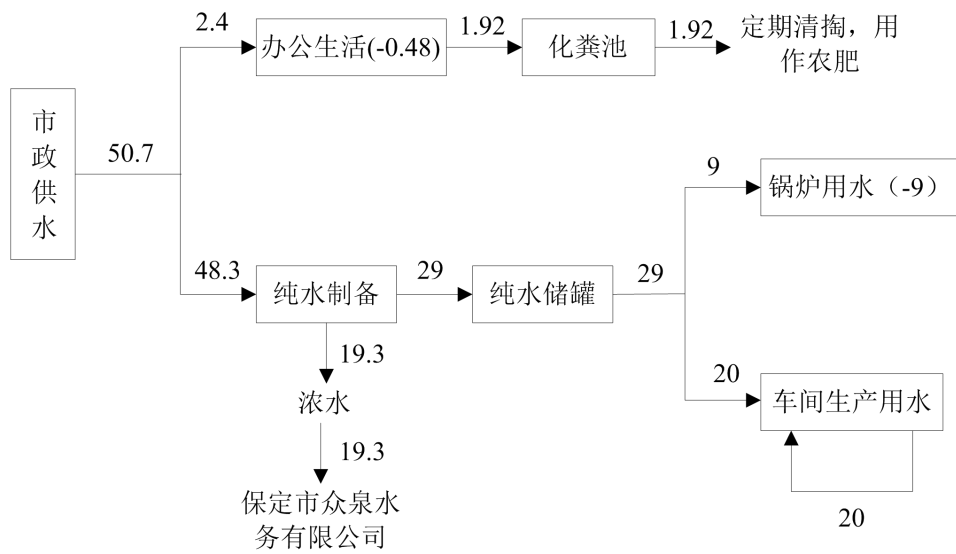 2.4
办公生活(-0.48)
1.92
化粪池
1.92
定期清掏，用
作农肥
市
政
供
水
50.7
9
锅炉用水（-9）
48.3
纯水制备
29
纯水储罐
29
19.3
浓水
20
车间生产用水
19.3
保定市众泉水
务有限公司
20